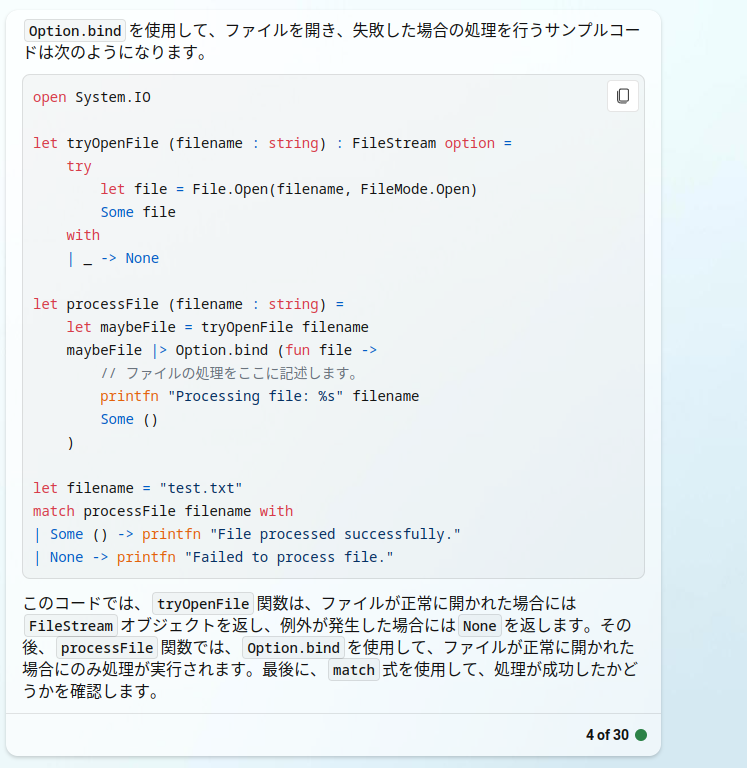 Option.bind を使用して、ファイルを開き、失敗した場合の処理を行うサンプルコー
ドは次のようになります。
open System.IO
let tryOpenFile (filename : string) : FileStream option =
    try
        let file = File.Open(filename, FileMode.Open)
        Some file
    with
    | _ -> None
let processFile (filename : string) =
    let maybeFile = tryOpenFile filename
    maybeFile |> Option.bind (fun file ->
        // ファイルの処理をここに記述します。
        printfn "Processing file: %s" filename
        Some ()
    )
let filename = "test.txt"
match processFile filename with
| Some () -> printfn "File processed successfully."
| None -> printfn "Failed to process file."
このコードでは、 tryOpenFile 関数は、ファイルが正常に開かれた場合には
FileStream オブジェクトを返し、例外が発生した場合には None を返します。その
後、 processFile 関数では、 Option.bind を使用して、ファイルが正常に開かれた
場合にのみ処理が実行されます。最後に、 match 式を使用して、処理が成功したかど
うかを確認します。
4 of 30